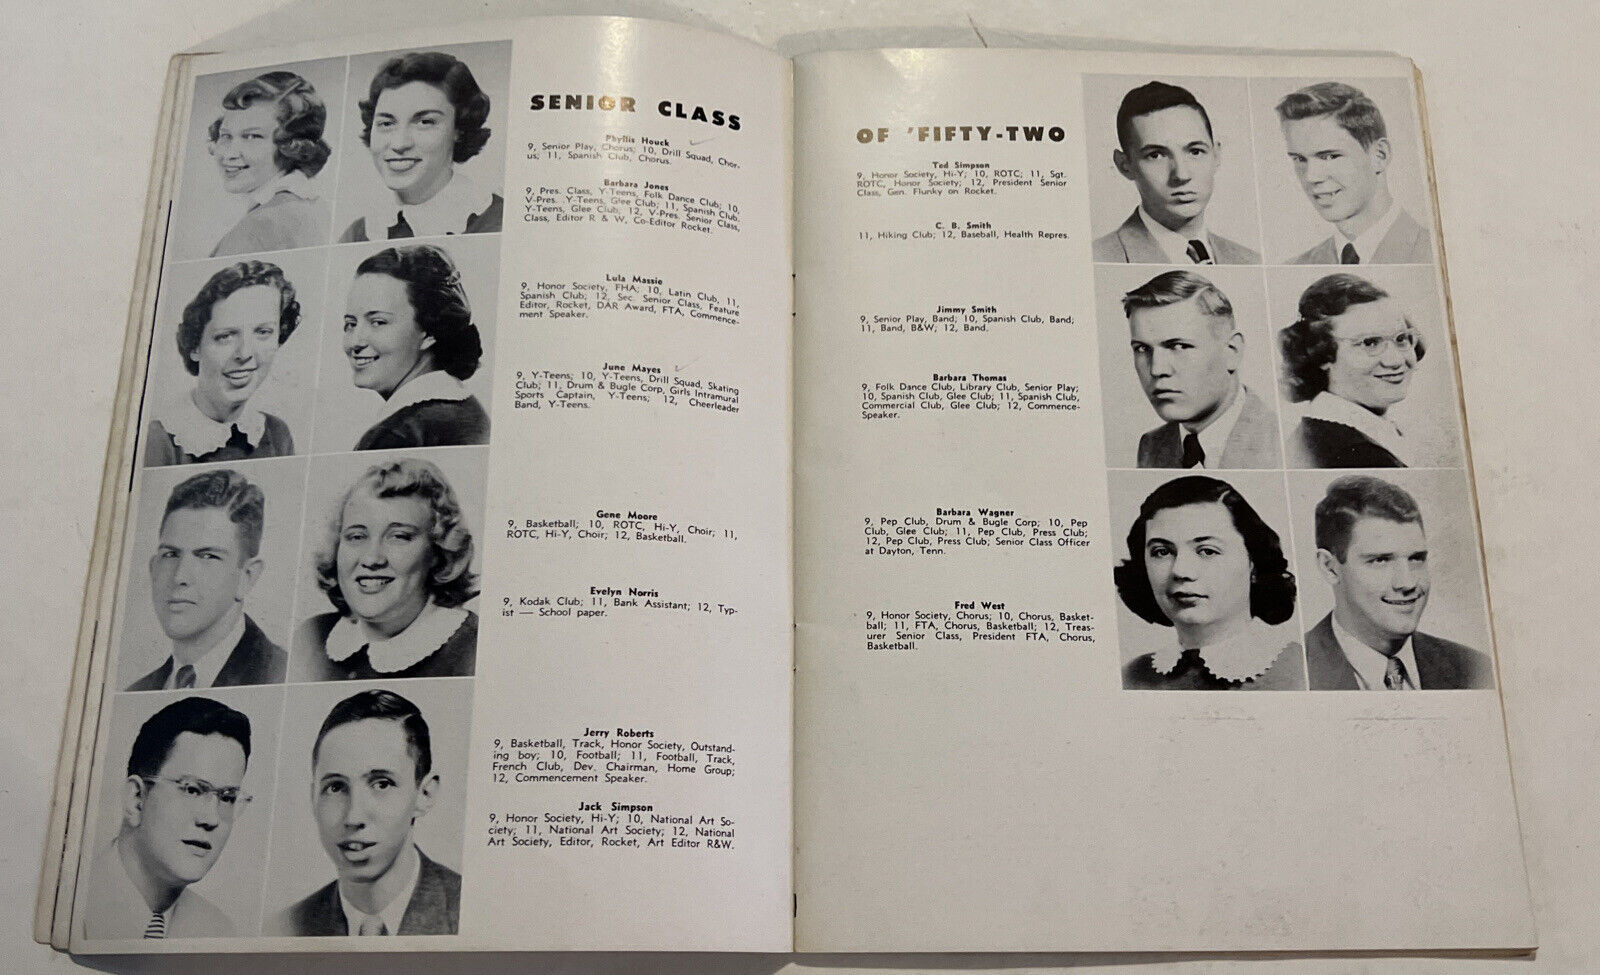 SENIOR CLASS
Phyllis Houck
9, Senior Play, Chorus; 10, Drill Squad, Chor-
us; 11, Spanish Club, Chorus.
Barbara Jones
9, Pres. Class, Y-Teens, Folk Dance Club; 10,
V-Pres. Y-Teens, Glee Club; 11, Spanish Club.
Y-Teens, Glee Club; 12, V-Pres. Senior Class,
Class, Editor R & W, Co-Editor Rocket.
Lula Massie
9, Honor Society, FHA; 10, Latin Club, 11,
Spanish Club; 12, Sec. Senior Class, Feature
Editor, Rocket, DAR Award, FTA, Commence-
ment Speaker.
June Mayes
9, Y-Teens; 10, Y-Teens, Drill Squad, Skating
Club; 11, Drum & Bugle Corp, Girls Intramural
Sports Captain, Y-Teens; 12, Cheerleader
Band, Y-Teens.
Gene Moore
9, Basketball; 10, ROTC, Hi-Y, Choir; 11,
ROTC, Hi-Y, Choir; 12, Basketball.
Evelyn Norris
9, Kodak Club; 11, Bank Assistant; 12, Typ-
ist — School paper.
Jerry Roberts
9, Basketball, Track, Honor Society, Outstand-
ing boy; 10, Football; 11, Football, Track,
French Club, Dev. Chairman, Home Group;
12, Commencement Speaker.
Jack Simpson
9, Honor Society, Hi-Y; 10, National Art So-
ciety; 11, National Art Society; 12, National
Art Society, Editor, Rocket, Art Editor R&W.
OF 'FIFTY-TWO
Ted Simpson
9, Honor Society, Hi-Y; 10, ROTC; 11, Sgt.
ROTC, Honor Society; 12, President Senior
Class, Gen. Flunky on Rocket.
C. B. Smith
11, Hiking Club; 12, Baseball, Health Repres.
Jimmy Smith
9, Senior Play, Band; 10, Spanish Club, Band;
11, Band, B&W; 12, Band.
Barbara Thomas
9, Folk Dance Club, Library Club, Senior Play;
10, Spanish Club, Glee Club; 11, Spanish Club,
Commercial Club, Glee Club; 12, Commence-
Speaker.
Barbara Wagner
9, Pep Club, Drum & Bugle Corp; 10, Pep
Club, Glee Club; 11, Pep Club, Press Club;
12, Pep Club, Press Club; Senior Class Officer
at Dayton, Tenn.
Fred West
9, Honor Society, Chorus; 10, Chorus, Basket-
ball; 11, FTA, Chorus, Basketball; 12, Treas-
urer Senior Class, President FTA, Chorus,
Basketball.